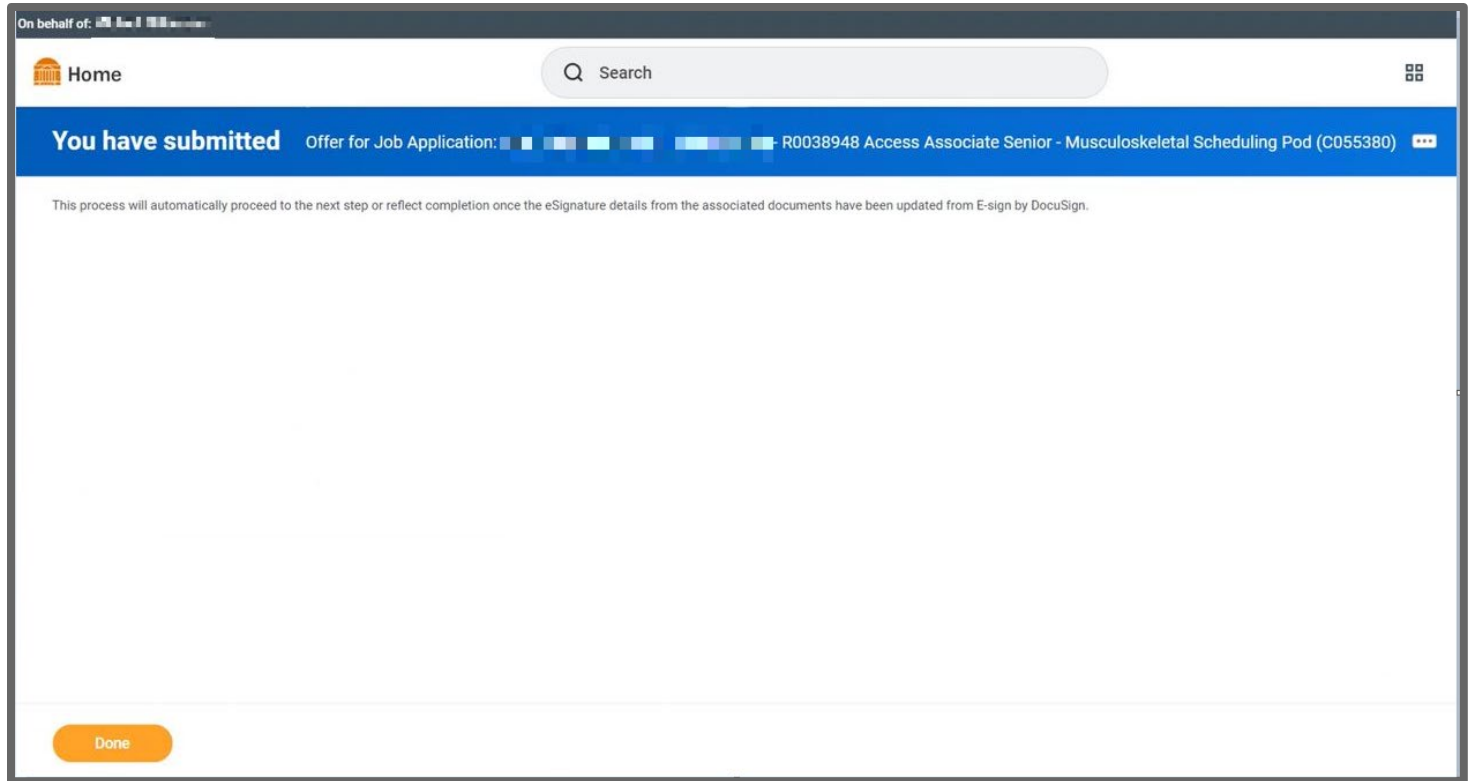 On behalf of:
Home
Search
You have submitted Offer for Job Application: - R0038948 Access Associate Senior - Musculoskeletal Scheduling Pod (C055380)
This process will automatically proceed to the next step or reflect completion once the eSignature details from the associated documents have been updated from E-sign by DocuSign.
Done